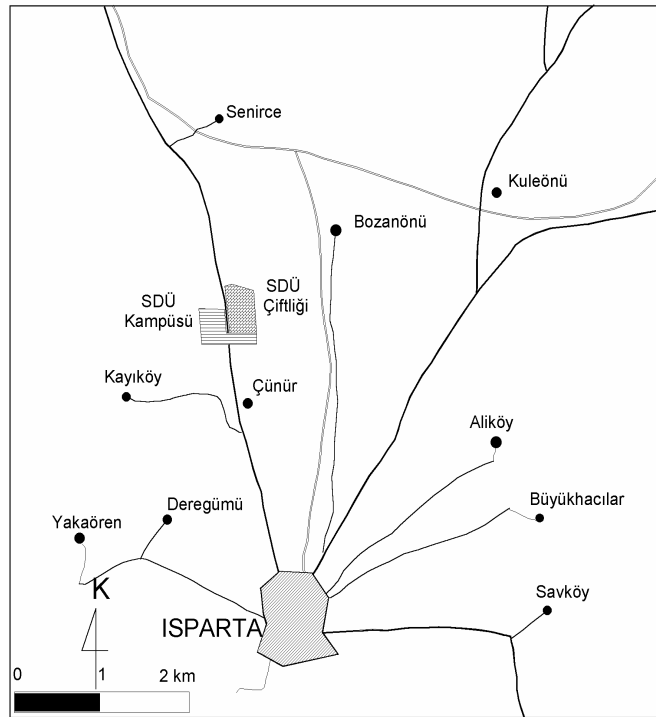 Senirce
Kuleönü
Bozanönü
SDÜ
Kampüsü
SDÜ
Çiftliği
Kayıköy
Çünür
Aliköy
Deregümü
Büyükhacılar
Yakaören
K
Savköy
ISPARTA
0 1 2 km